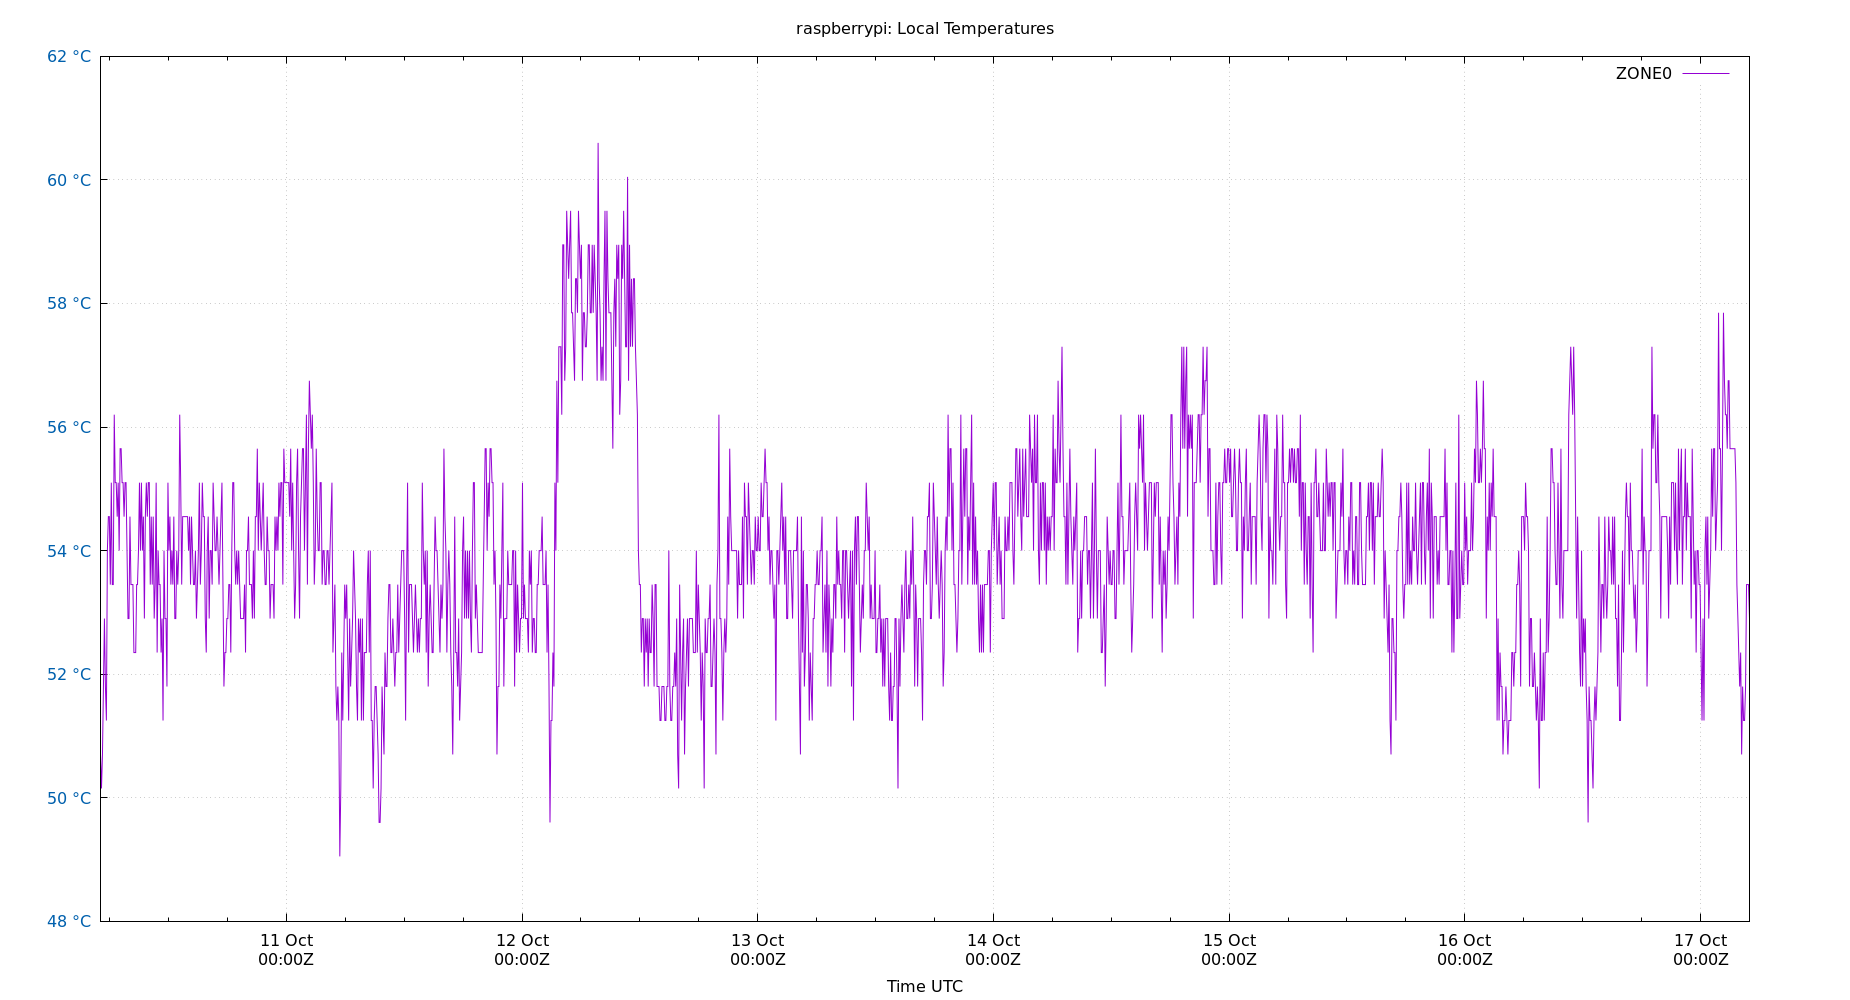 raspberrypi: Local Temperatures
62 °C
ZONE0
60 °C
58 °C
56 °C
54 °C
52 °C
50 °C
48 °C
11 Oct 12 Oct 13 Oct 14 Oct 15 Oct 16 Oct 17 Oct
00:00Z 00:00Z 00:00Z 00:00Z 00:00Z 00:00Z 00:00Z
Time UTC